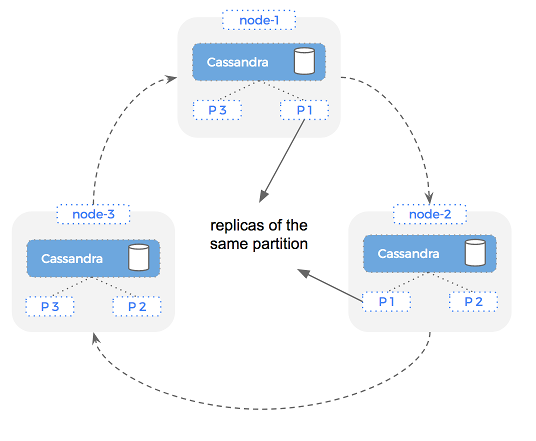 node-1
Cassandra
P 3
P 1
replicas of the
same partition
node-3
Cassandra
P 3
P 2
node-2
Cassandra
P 1
P 2